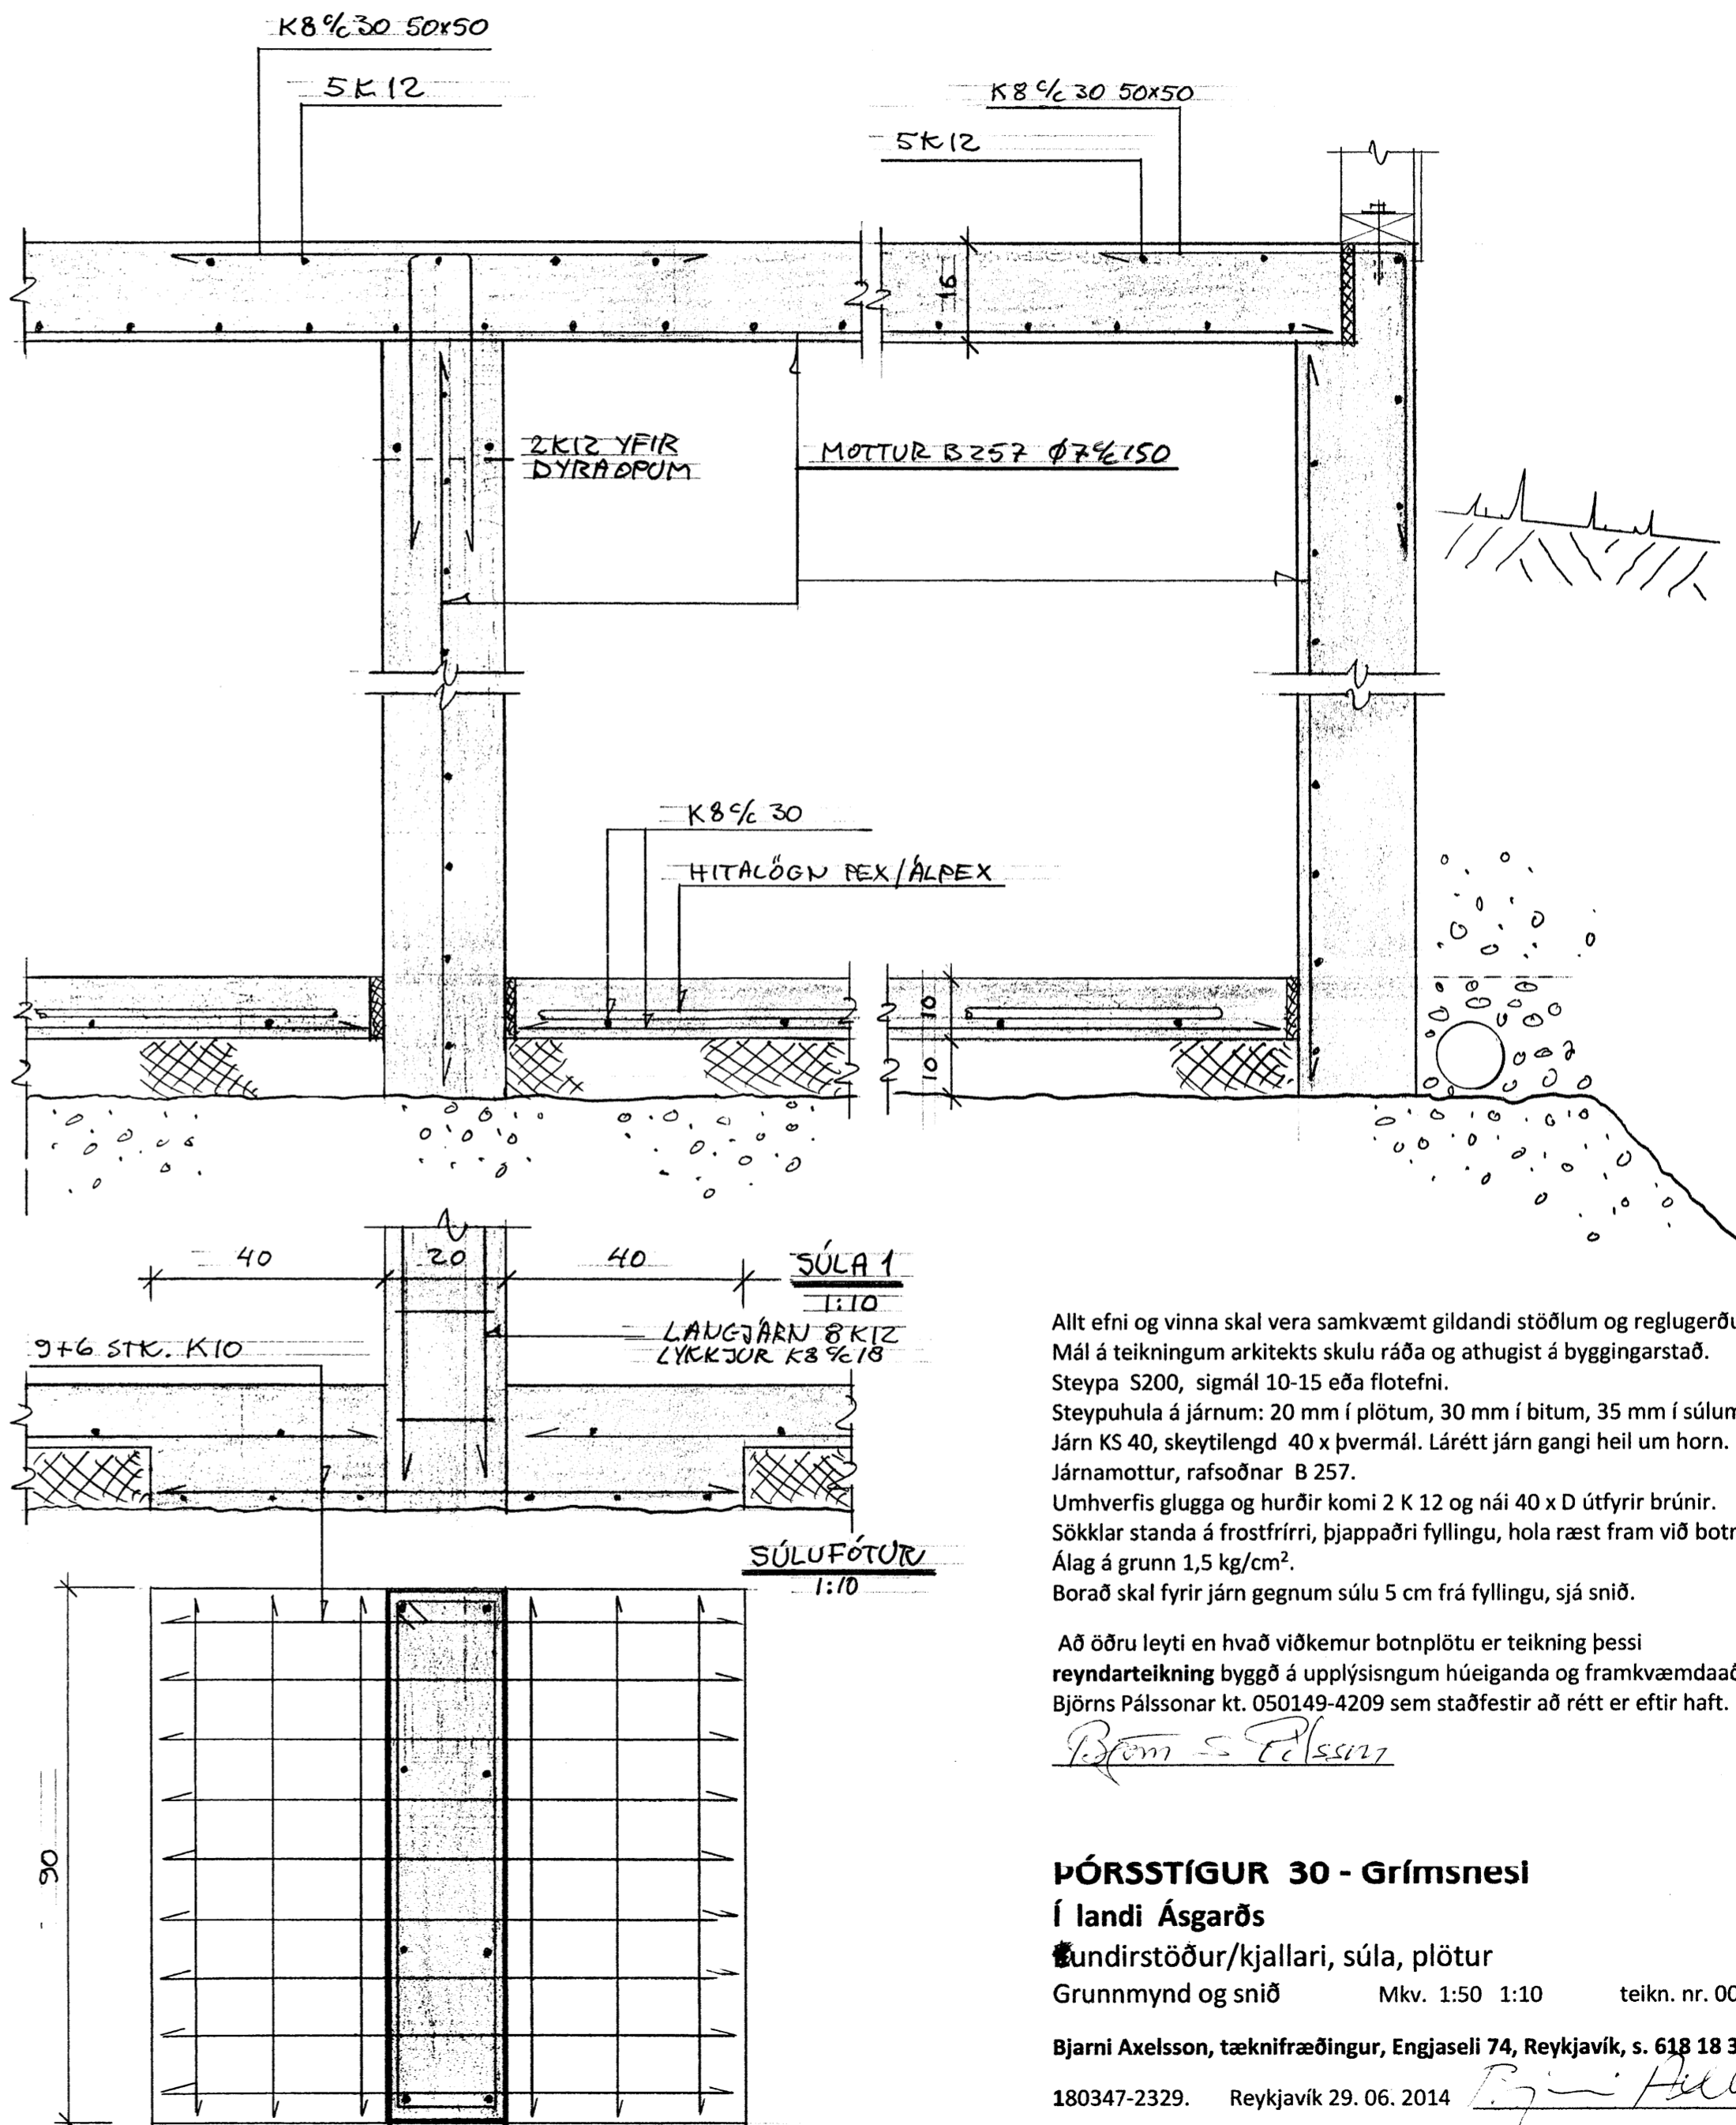 K8 c/c 30 50x50
5K12
K8 c/c 30 50x50
5K12
16
2K12 YFIR
DYRAOPUM
MOTTUR B257 Ø7 c/c 150
K8 c/c 30
HITALÖGN PEX/ÁLPEX
10
10
40 20 40
SÚLA 1
1:10
LANGJÁRN 8K12
LYKKJUR K8 c/c 18
9+6 STK. K10
SÚLUFÓTUR
1:10
90
Allt efni og vinna skal vera samkvæmt gildandi stöðlum og reglugerðu
Mál á teikningum arkitekts skulu ráða og athugist á byggingarstað.
Steypa S200, sigmál 10-15 eða flotefni.
Steypuhula á járnum: 20 mm í plötum, 30 mm í bitum, 35 mm í súlum
Járn KS 40, skeytilengd 40 x þvermál. Lárétt járn gangi heil um horn.
Járnamottur, rafsoðnar B 257.
Umhverfis glugga og hurðir komi 2 K 12 og nái 40 x D útfyrir brúnir.
Sökklar standa á frostfrírri, þjappaðri fyllingu, hola ræst fram við botn
Álag á grunn 1,5 kg/cm².
Borað skal fyrir járn gegnum súlu 5 cm frá fyllingu, sjá snið.
Að öðru leyti en hvað viðkemur botnplötu er teikning þessi
reyndarteikning byggð á upplýsisngum húeiganda og framkvæmdaað
Björns Pálssonar kt. 050149-4209 sem staðfestir að rétt er eftir haft.
Björn S Pálsson
ÞÓRSSTÍGUR 30 - Grímsnesi
Í landi Ásgarðs
undirstöður/kjallari, súla, plötur
Grunnmynd og snið Mkv. 1:50 1:10 teikn. nr. 00
Bjarni Axelsson, tæknifræðingur, Engjaseli 74, Reykjavík, s. 618 18 3
180347-2329. Reykjavík 29. 06. 2014